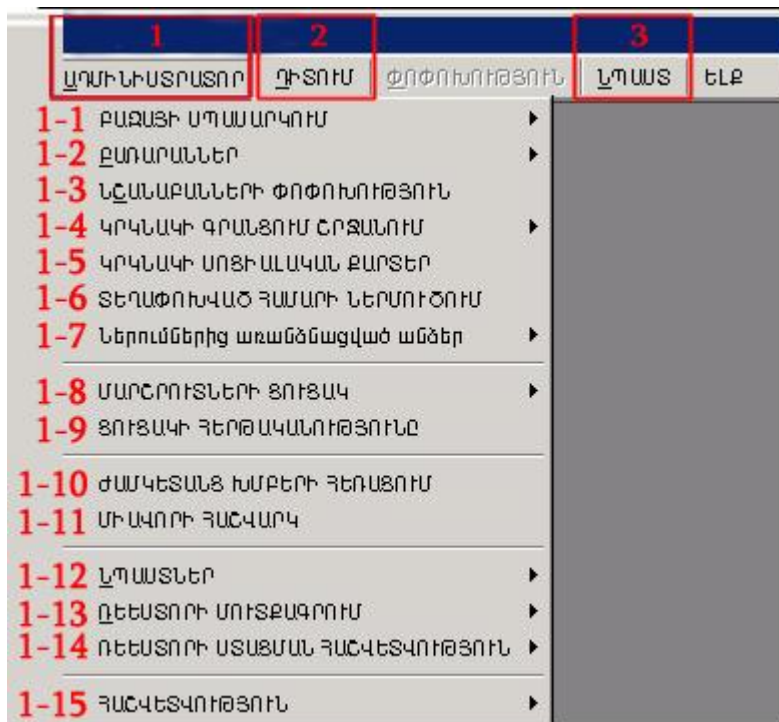 1 2 3
ԱԴՄԻՆԻՍՏՐԱՏՈՐ ԴԻՏՈՒՄ ՓՈՓՈԽՈՒԹՅՈՒՆ ՆՊԱՍՏ ԵԼՔ
1-1 ԲԱԶԱՅԻ ՍՊԱՍԱՐԿՈՒՄ
1-2 ԲԱՌԱՐԱՆՆԵՐ
1-3 ՆՇԱՆԱԲԱՆՆԵՐԻ ՓՈՓՈԽՈՒԹՅՈՒՆ
1-4 ԿՐԿՆԱԿԻ ԳՐԱՆՑՈՒՄ ՇՐՋԱՆՈՒՄ
1-5 ԿՐԿՆԱԿԻ ՍՈՑԻԱԼԱԿԱՆ ՔԱՐՏԵՐ
1-6 ՏԵՂԱՓՈԽՎԱԾ ՀԱՄԱՐԻ ՆԵՐՄՈՒԾՈՒՄ
1-7 Ներումներից առանձնացված անձեր
1-8 ՄԱՐՇՐՈՒՏՆԵՐԻ ՑՈՒՑԱԿ
1-9 ՑՈՒՑԱԿԻ ՀԵՐԹԱԿԱՆՈՒԹՅՈՒՆԸ
1-10 ԺԱՄԿԵՏԱՆՑ ԽՄԲԵՐԻ ՀԵՌԱՑՈՒՄ
1-11 ՄԻԱՎՈՐԻ ՀԱՇՎԱՐԿ
1-12 ՆՊԱՍՏՆԵՐ
1-13 ՌԵԵՍՏՈՐԻ ՄՈՒՏՔԱԳՐՈՒՄ
1-14 ՌԵԵՍՏՈՐԻ ՍՏԱՑՄԱՆ ՀԱՇՎԵՏՎՈՒԹՅՈՒՆ
1-15 ՀԱՇՎԵՏՎՈՒԹՅՈՒՆ